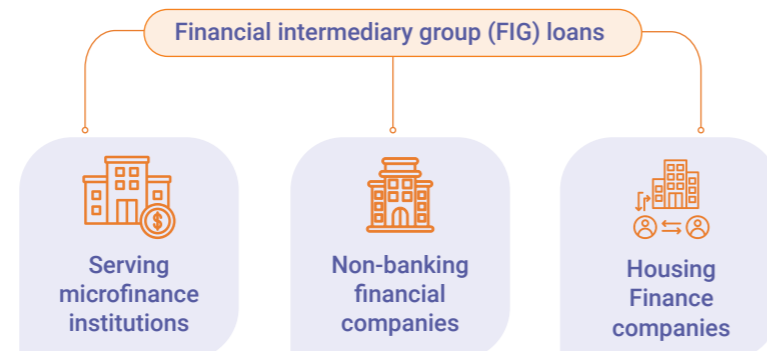 Financial intermediary group (FIG) loans
Serving
microfinance
institutions
Non-banking
financial
companies
Housing
Finance
companies